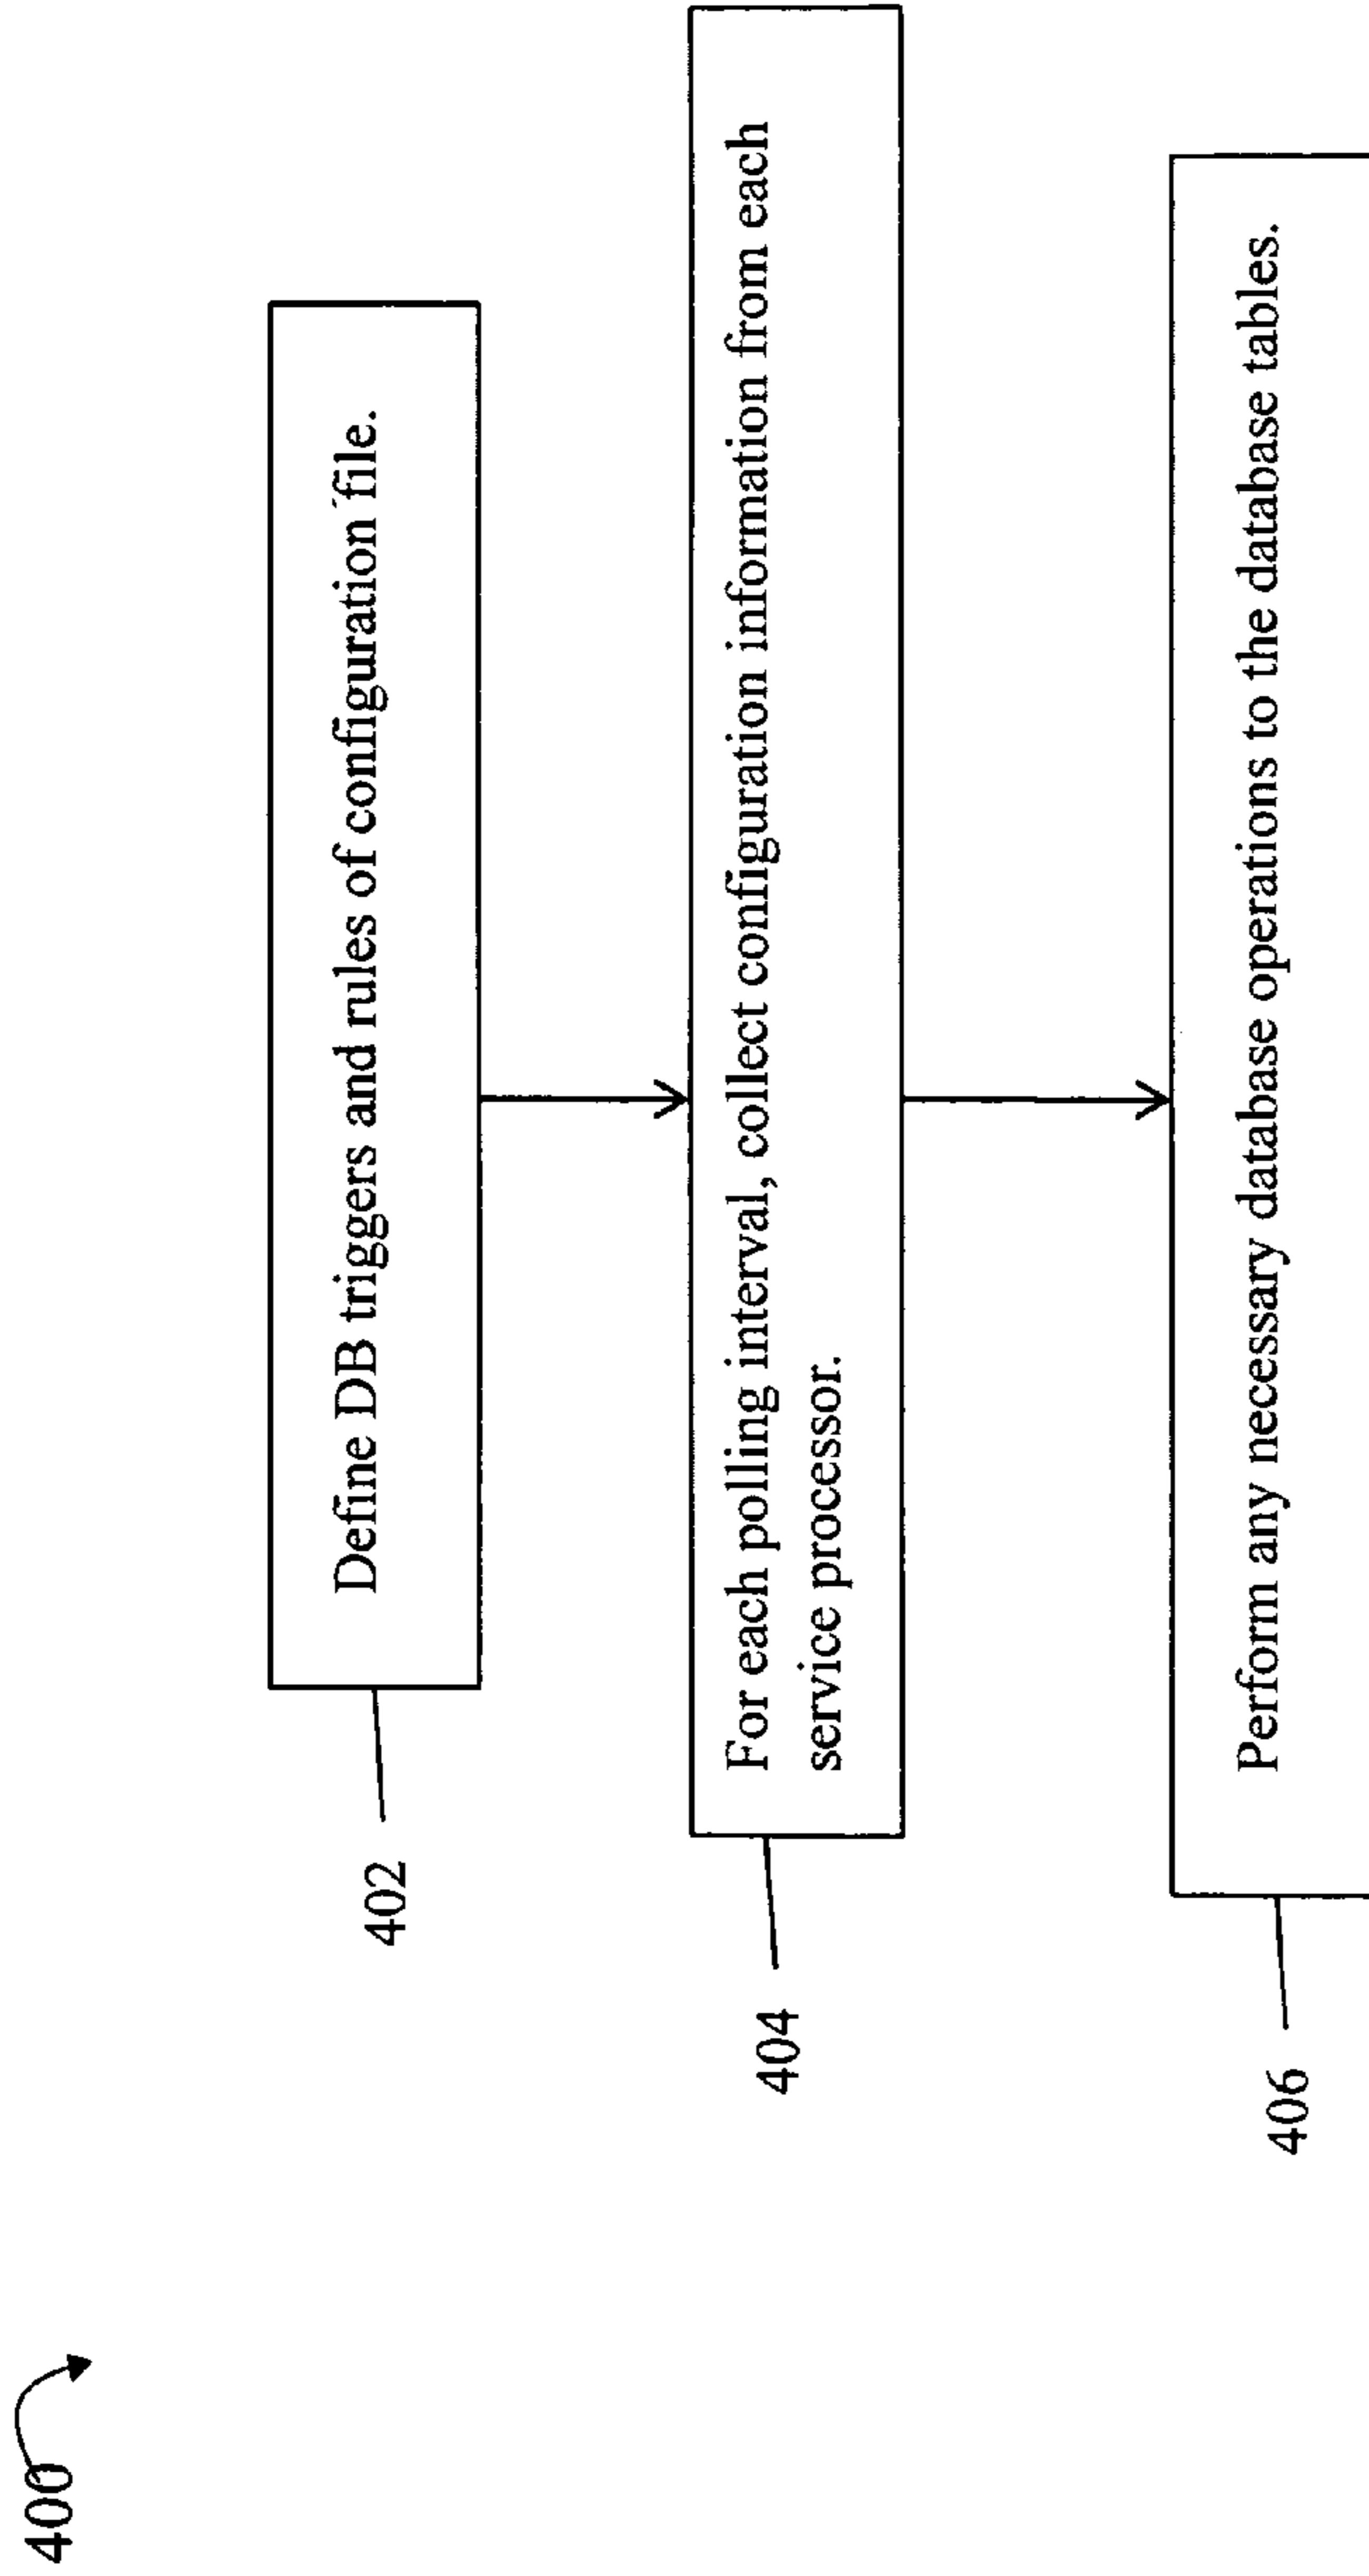 400
402
Define DB triggers and rules of configuration file.
404
For each polling interval, collect configuration information from each
service processor.
406
Perform any necessary database operations to the database tables.